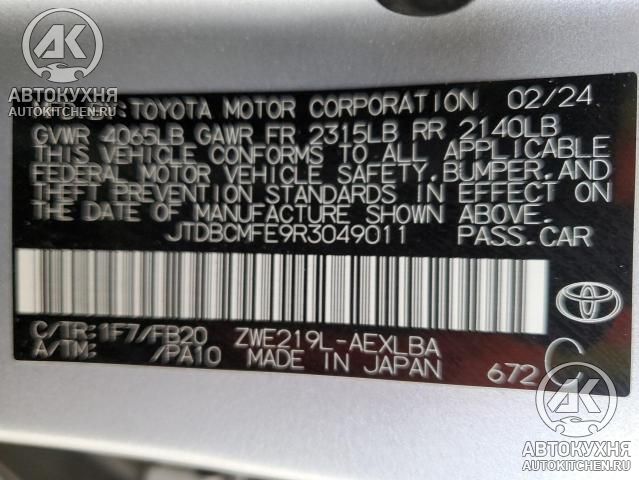 AK
АВТОКУХНЯ
AUTOKITCHEN.RU
TOYOTA MOTOR CORPORATION 02/24
GVWR 4065LB GAWR FR 2315LB RR 2140LB
THIS VEHICLE CONFORMS TO ALL APPLICABLE
FEDERAL MOTOR VEHICLE SAFETY, BUMPER, AND
THEFT PREVENTION STANDARDS IN EFFECT ON
THE DATE OF MANUFACTURE SHOWN ABOVE.
JTDBCMFE9R3049011 PASS.CAR
C/TR:1F7/FB20 ZWE219L-AEXLBA
A/TM: /PA10 MADE IN JAPAN 672 C
AK
АВТОКУХНЯ
AUTOKITCHEN.RU